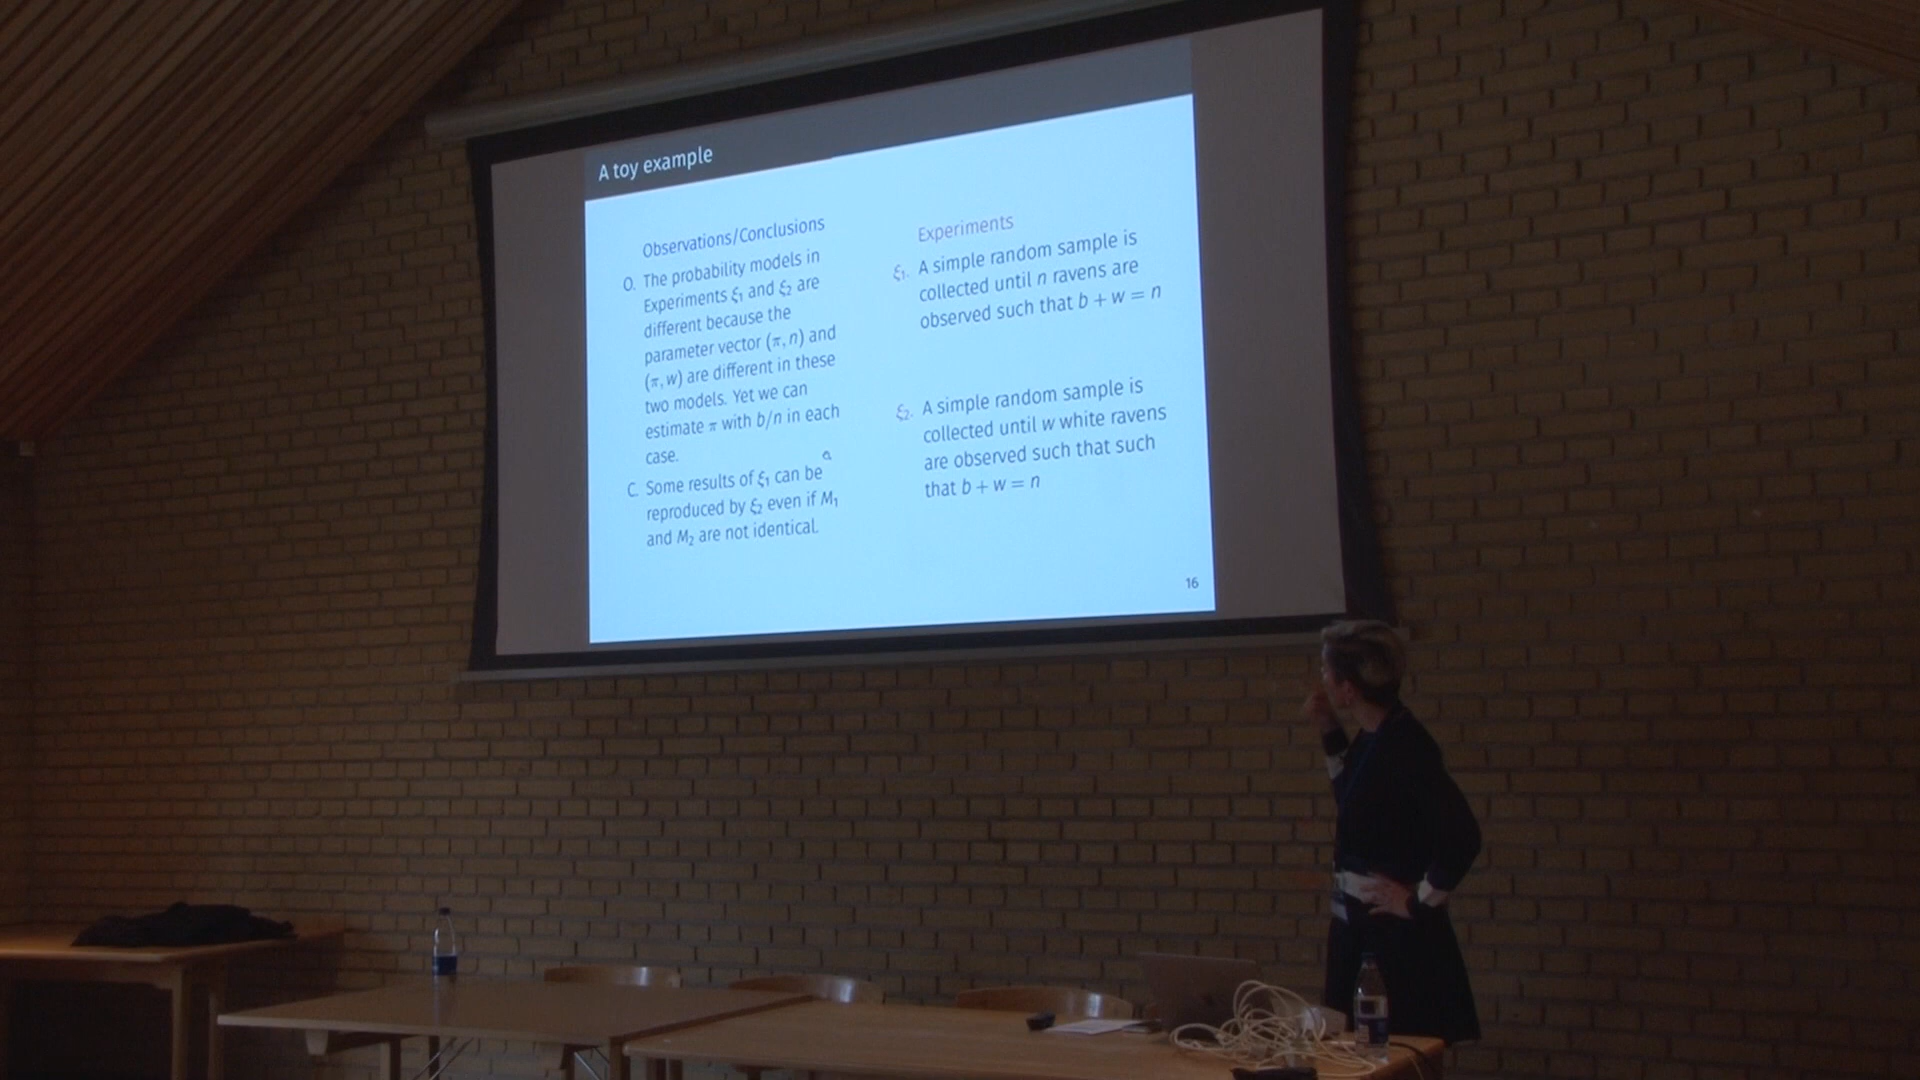 A toy example
Observations/Conclusions
O. The probability models in
Experiments ξ₁ and ξ₂ are
different because the
parameter vector (π, n) and
(π, w) are different in these
two models. Yet we can
estimate π with b/n in each
case.
C. Some results of ξ₁ can be
reproduced by ξ₂ even if M₁
and M₂ are not identical.
Experiments
ξ₁. A simple random sample is
collected until n ravens are
observed such that b + w = n
ξ₂. A simple random sample is
collected until w white ravens
are observed such that such
that b + w = n
16